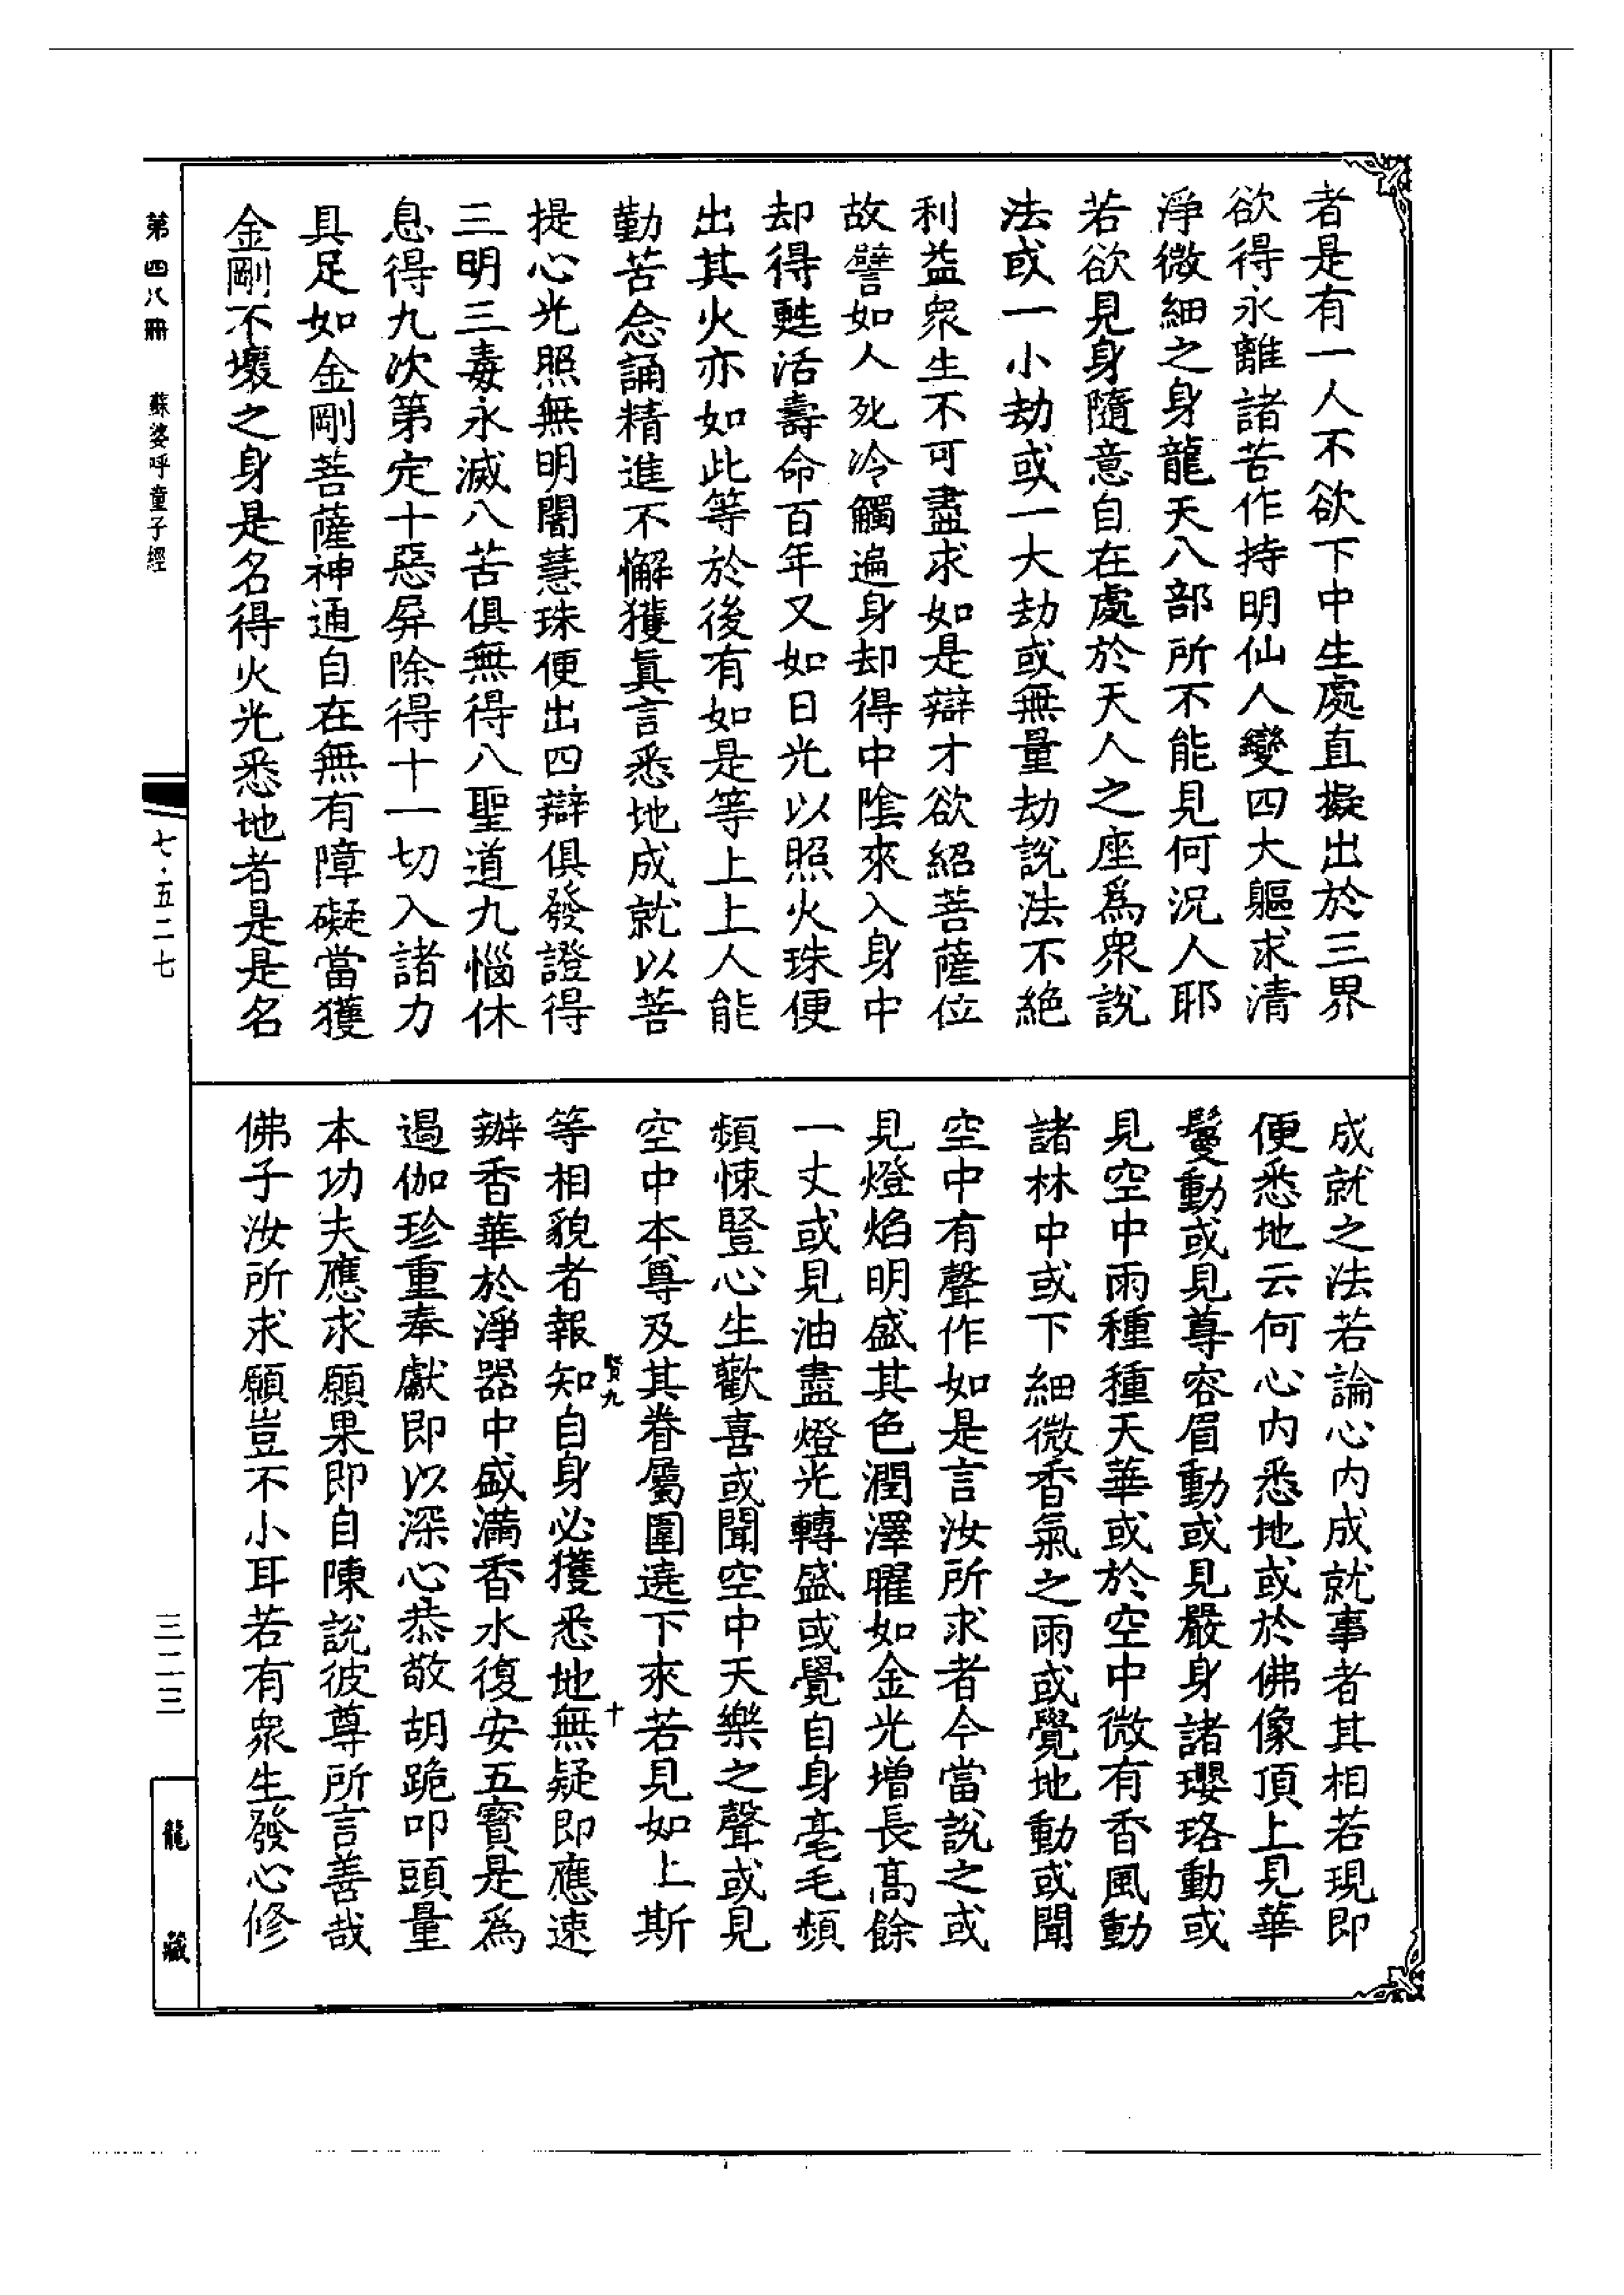 者是有一人不欲下中生處直擬出於三界
欲得永離諸苦作持明仙人變四大軀求清
淨微細之身龍天八部所不能見何況人耶
若欲見身隨意自在處於天人之座爲衆說
法或一小劫或一大劫或無量劫說法不絕
利益衆生不可盡求如是辯才欲紹菩薩位
故譬如人死冷觸遍身却得中陰來入身中
却得甦活壽命百年又如日光以照火珠便
出其火亦如此等於後有如是等上上人能
勤苦念誦精進不懈獲眞言悉地成就以菩
提心光照無明闇慧珠便出四辯俱發證得
三明三毒永滅八苦俱無得八聖道九惱休
息得九次第定十惡屏除得十一切入諸力
具足如金剛菩薩神通自在無有障礙當獲
金剛不壞之身是名得火光悉地者是是名
成就之法若論心内成就事者其相若現即
便悉地云何心内悉地或於佛像頂上見華
鬘動或見尊容眉動或見嚴身諸瓔珞動或
見空中雨種種天華或於空中微有香風動
諸林中或下細微香氣之雨或覺地動或聞
空中有聲作如是言汝所求者今當說之或
見燈焰明盛其色潤澤曜如金光增長高餘
一丈或見油盡燈光轉盛或覺自身毫毛頻
頻悚豎心生歡喜或聞空中天樂之聲或見
空中本尊及其眷屬圍遶下來若見如上斯
賢九
十
等相貌者報知自身必獲悉地無疑即應速
辦香華於淨器中盛滿香水復安五寶是爲
遏伽珍重奉獻即以深心恭敬胡跪叩頭量
本功夫應求願果即自陳說彼尊所言善哉
佛子汝所求願豈不小耳若有衆生發心修
第四八冊
蘇婆呼童子經
七·五二七
三二三
龍藏